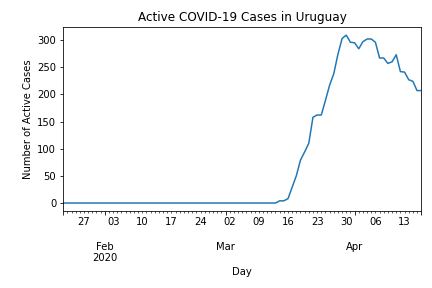 Active COVID-19 Cases in Uruguay
300
250
200
150
100
50
0
Number of Active Cases
27 03 10 17 24 02 09 16 23 30 06 13
Feb Mar Apr
2020
Day